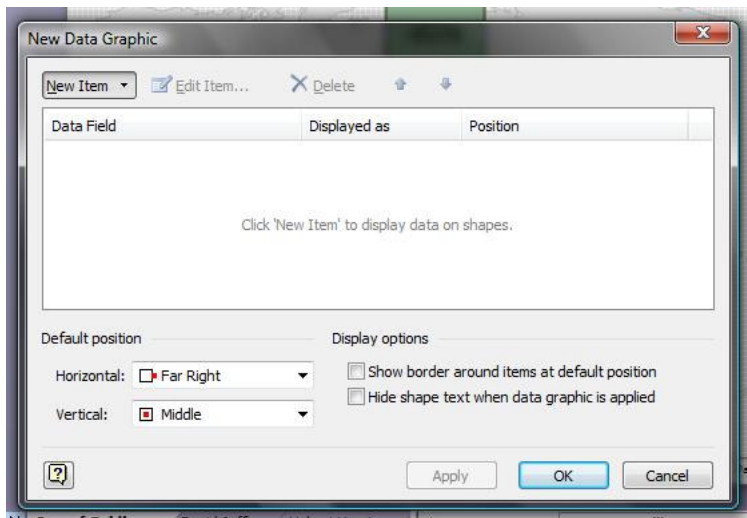 New Data Graphic
New Item Edit Item... Delete
Data Field Displayed as Position
Click 'New Item' to display data on shapes.
Default position Display options
Horizontal: Far Right Show border around items at default position
Hide shape text when data graphic is applied
Vertical: Middle
Apply OK Cancel